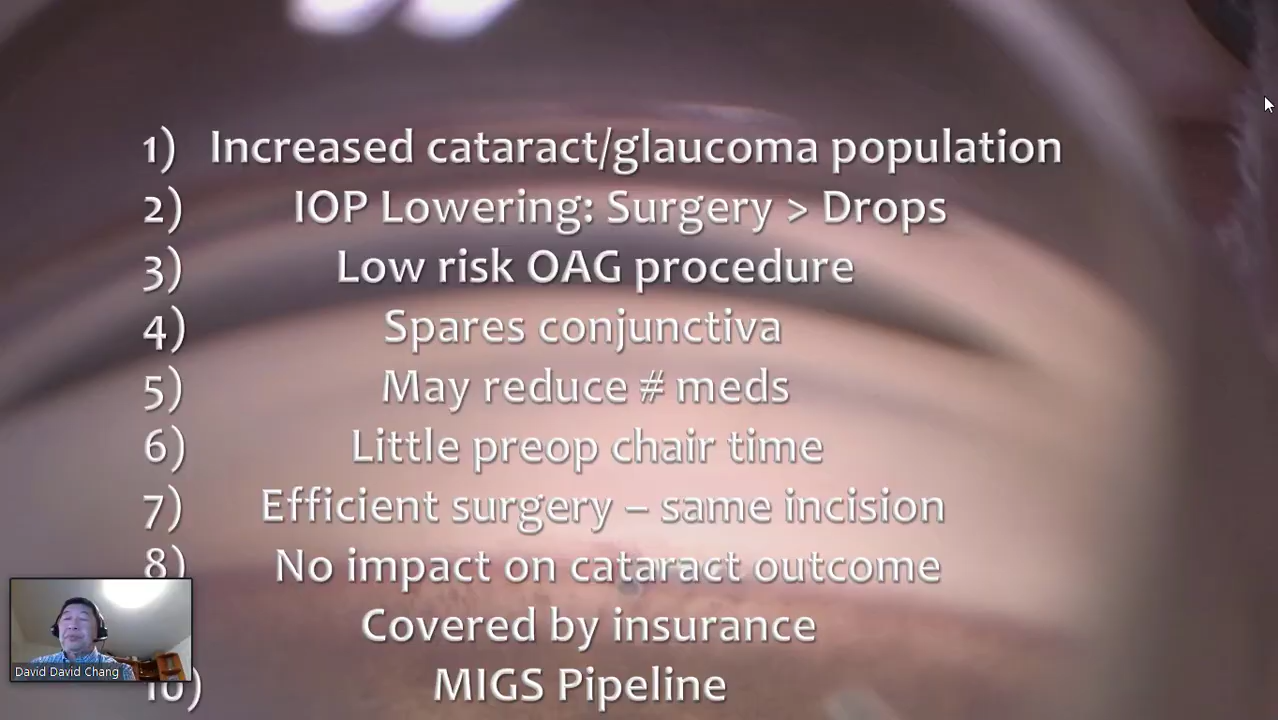 1) Increased cataract/glaucoma population
2) IOP Lowering: Surgery > Drops
3) Low risk OAG procedure
4) Spares conjunctiva
5) May reduce # meds
6) Little preop chair time
7) Efficient surgery – same incision
8) No impact on cataract outcome
Covered by insurance
David David Chang
10) MIGS Pipeline